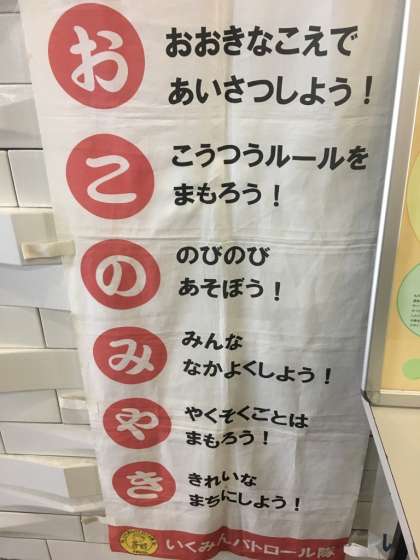 お
おおきなこえで
あいさつしよう！
こ
こうつうルールを
まもろう！
の
のびのび
あそぼう！
み
みんな
なかよくしよう！
や
やくそくごとは
まもろう！
き
きれいな
まちにしよう！
いくみんパトロール隊